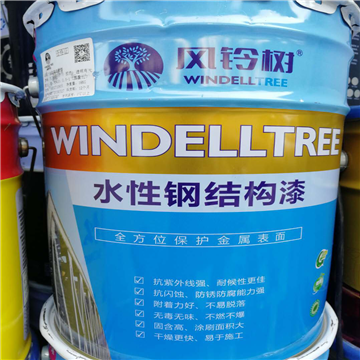 风铃树®
WINDELLTREE
WINDELLTREE
水性钢结构漆
全方位保护金属表面
抗紫外线强、耐候性更佳
抗闪蚀、防锈防腐能力强
附着力好、不易脱落
无毒无味、不燃不爆
固含高、涂刷面积大
干燥更快、易于施工